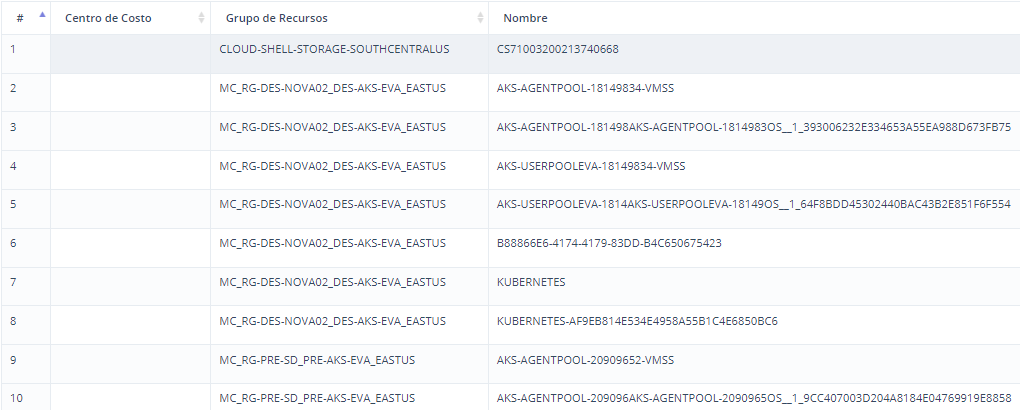 # Centro de Costo Grupo de Recursos Nombre
1 CLOUD-SHELL-STORAGE-SOUTHCENTRALUS CS71003200213740668
2 MC_RG-DES-NOVA02_DES-AKS-EVA_EASTUS AKS-AGENTPOOL-18149834-VMSS
3 MC_RG-DES-NOVA02_DES-AKS-EVA_EASTUS AKS-AGENTPOOL-181498AKS-AGENTPOOL-1814983OS__1_393006232E334653A55EA988D673FB75
4 MC_RG-DES-NOVA02_DES-AKS-EVA_EASTUS AKS-USERPOOLEVA-18149834-VMSS
5 MC_RG-DES-NOVA02_DES-AKS-EVA_EASTUS AKS-USERPOOLEVA-1814AKS-USERPOOLEVA-18149OS__1_64F8BDD45302440BAC43B2E851F6F554
6 MC_RG-DES-NOVA02_DES-AKS-EVA_EASTUS B88866E6-4174-4179-83DD-B4C650675423
7 MC_RG-DES-NOVA02_DES-AKS-EVA_EASTUS KUBERNETES
8 MC_RG-DES-NOVA02_DES-AKS-EVA_EASTUS KUBERNETES-AF9EB814E534E4958A55B1C4E6850BC6
9 MC_RG-PRE-SD_PRE-AKS-EVA_EASTUS AKS-AGENTPOOL-20909652-VMSS
10 MC_RG-PRE-SD_PRE-AKS-EVA_EASTUS AKS-AGENTPOOL-209096AKS-AGENTPOOL-2090965OS__1_9CC407003D204A8184E04769919E8858